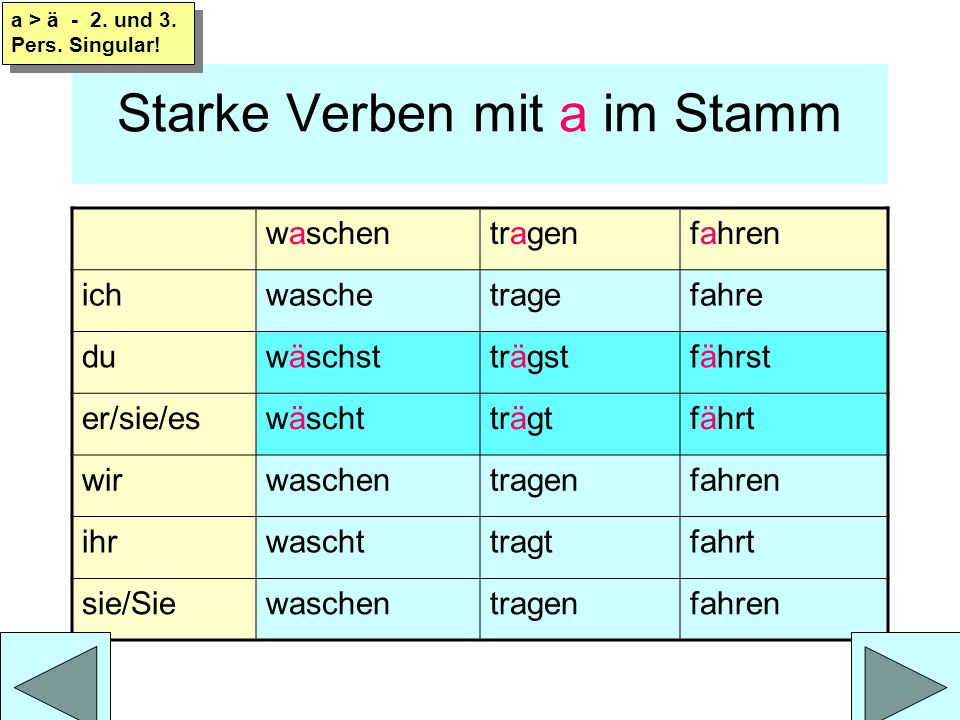 a > ä - 2. und 3.
Pers. Singular!
Starke Verben mit a im Stamm
waschen tragen fahren
ich wasche trage fahre
du wäschst trägst fährst
er/sie/es wäscht trägt fährt
wir waschen tragen fahren
ihr wascht tragt fahrt
sie/Sie waschen tragen fahren